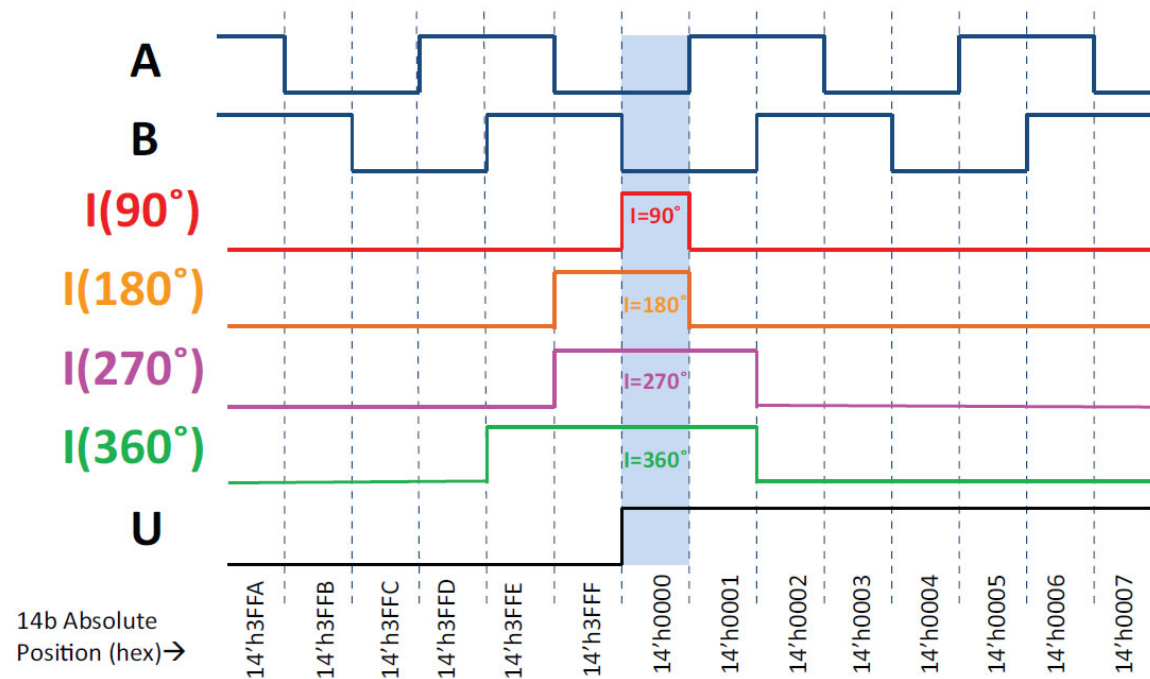 A
B
I(90°)
I=90°
I(180°)
I=180°
I(270°)
I=270°
I(360°)
I=360°
U
14b Absolute
Position (hex)→
14'h3FFA
14'h3FFB
14'h3FFC
14'h3FFD
14'h3FFE
14'h3FFF
14'h0000
14'h0001
14'h0002
14'h0003
14'h0004
14'h0005
14'h0006
14'h0007